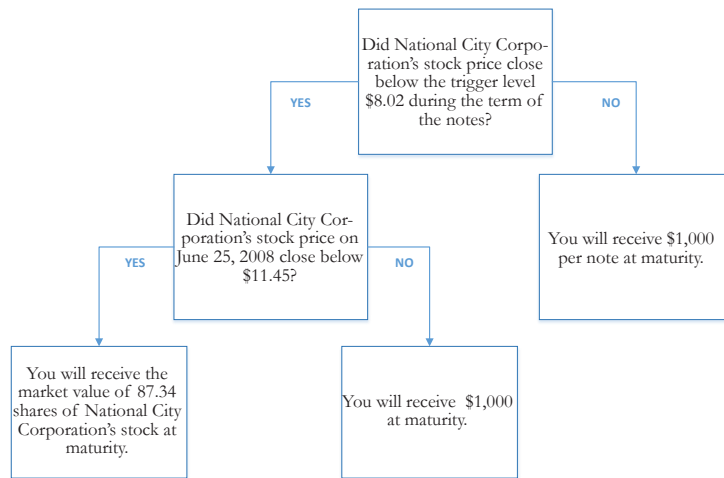 Did National City Corpo-
ration's stock price close
below the trigger level
$8.02 during the term of
the notes?
YES
NO
Did National City Cor-
poration's stock price on
June 25, 2008 close below
$11.45?
You will receive $1,000
per note at maturity.
YES
NO
You will receive the
market value of 87.34
shares of National City
Corporation's stock at
maturity.
You will receive $1,000
at maturity.